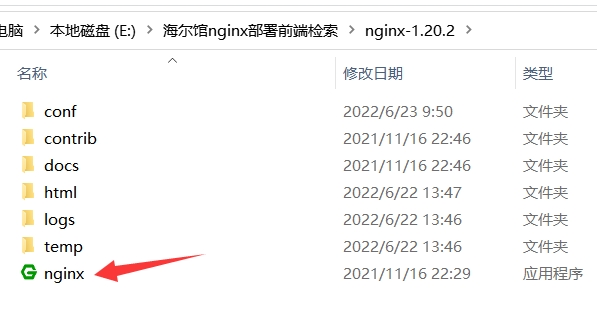 电脑 > 本地磁盘 (E:) > 海尔馆nginx部署前端检索 > nginx-1.20.2 >
名称 修改日期 类型
conf 2022/6/23 9:50 文件夹
contrib 2021/11/16 22:46 文件夹
docs 2021/11/16 22:46 文件夹
html 2022/6/22 13:47 文件夹
logs 2022/6/22 13:46 文件夹
temp 2022/6/22 13:46 文件夹
nginx 2021/11/16 22:29 应用程序